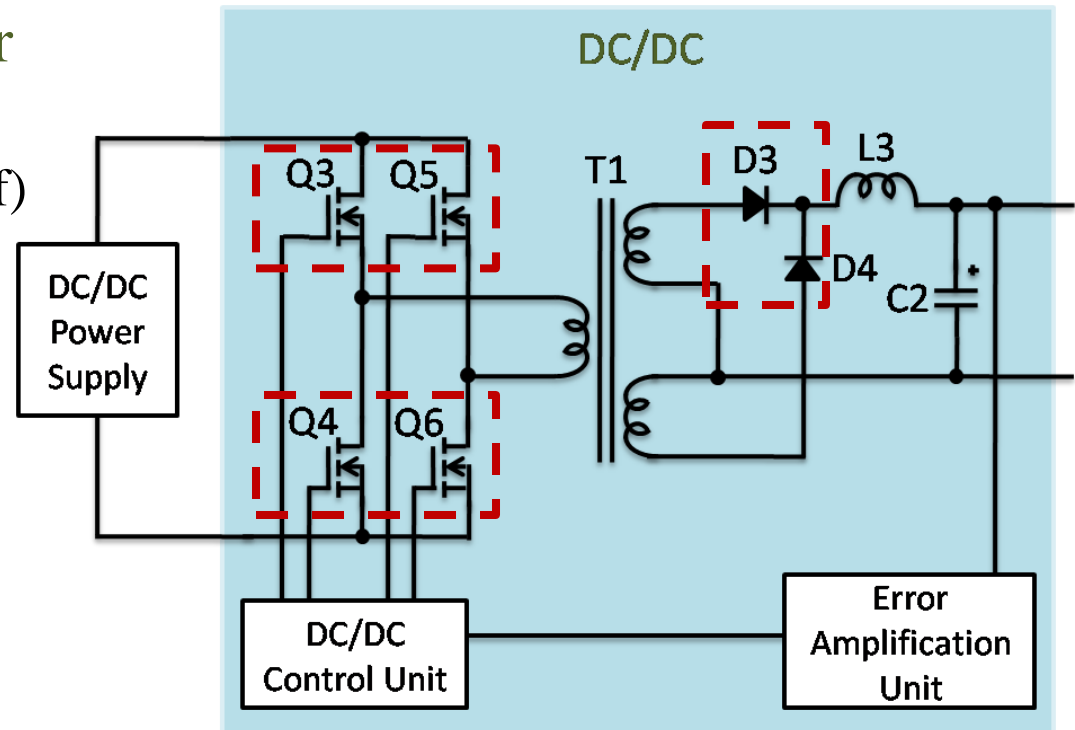 r
f)
DC/DC
DC/DC
Power
Supply
Q3
Q5
T1
D3
L3
D4
C2
+
Q4
Q6
DC/DC
Control Unit
Error
Amplification
Unit